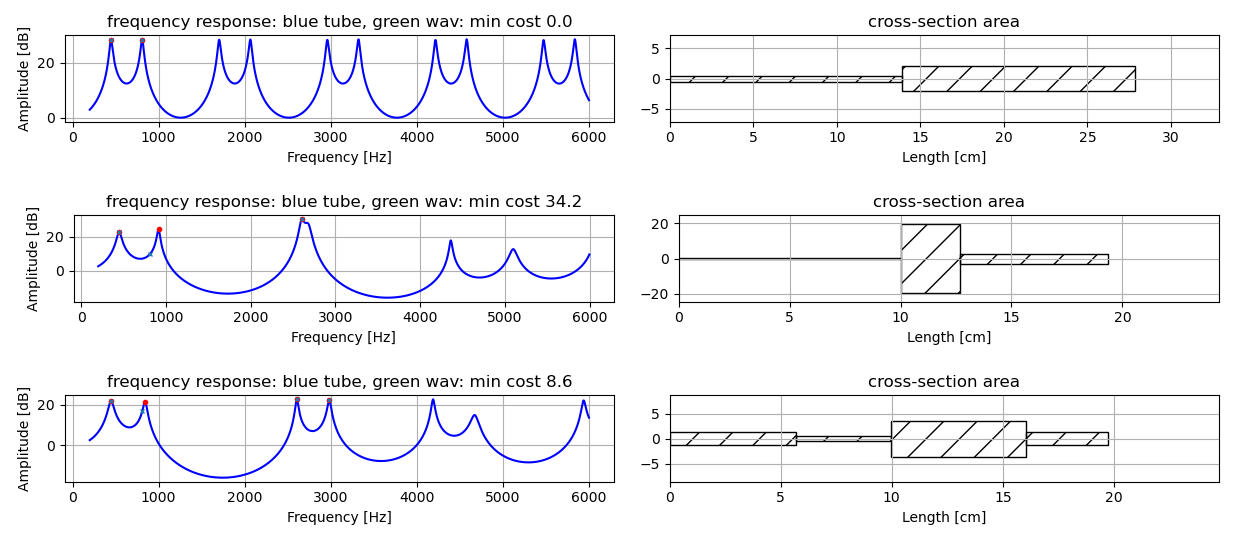 frequency response: blue tube, green wav: min cost 0.0
Amplitude [dB]
20
0
0 1000 2000 3000 4000 5000 6000
Frequency [Hz]
cross-section area
5
0
−5
0 5 10 15 20 25 30
Length [cm]
frequency response: blue tube, green wav: min cost 34.2
Amplitude [dB]
20
0
0 1000 2000 3000 4000 5000 6000
Frequency [Hz]
cross-section area
20
0
−20
0 5 10 15 20
Length [cm]
frequency response: blue tube, green wav: min cost 8.6
Amplitude [dB]
20
0
0 1000 2000 3000 4000 5000 6000
Frequency [Hz]
cross-section area
5
0
−5
0 5 10 15 20
Length [cm]